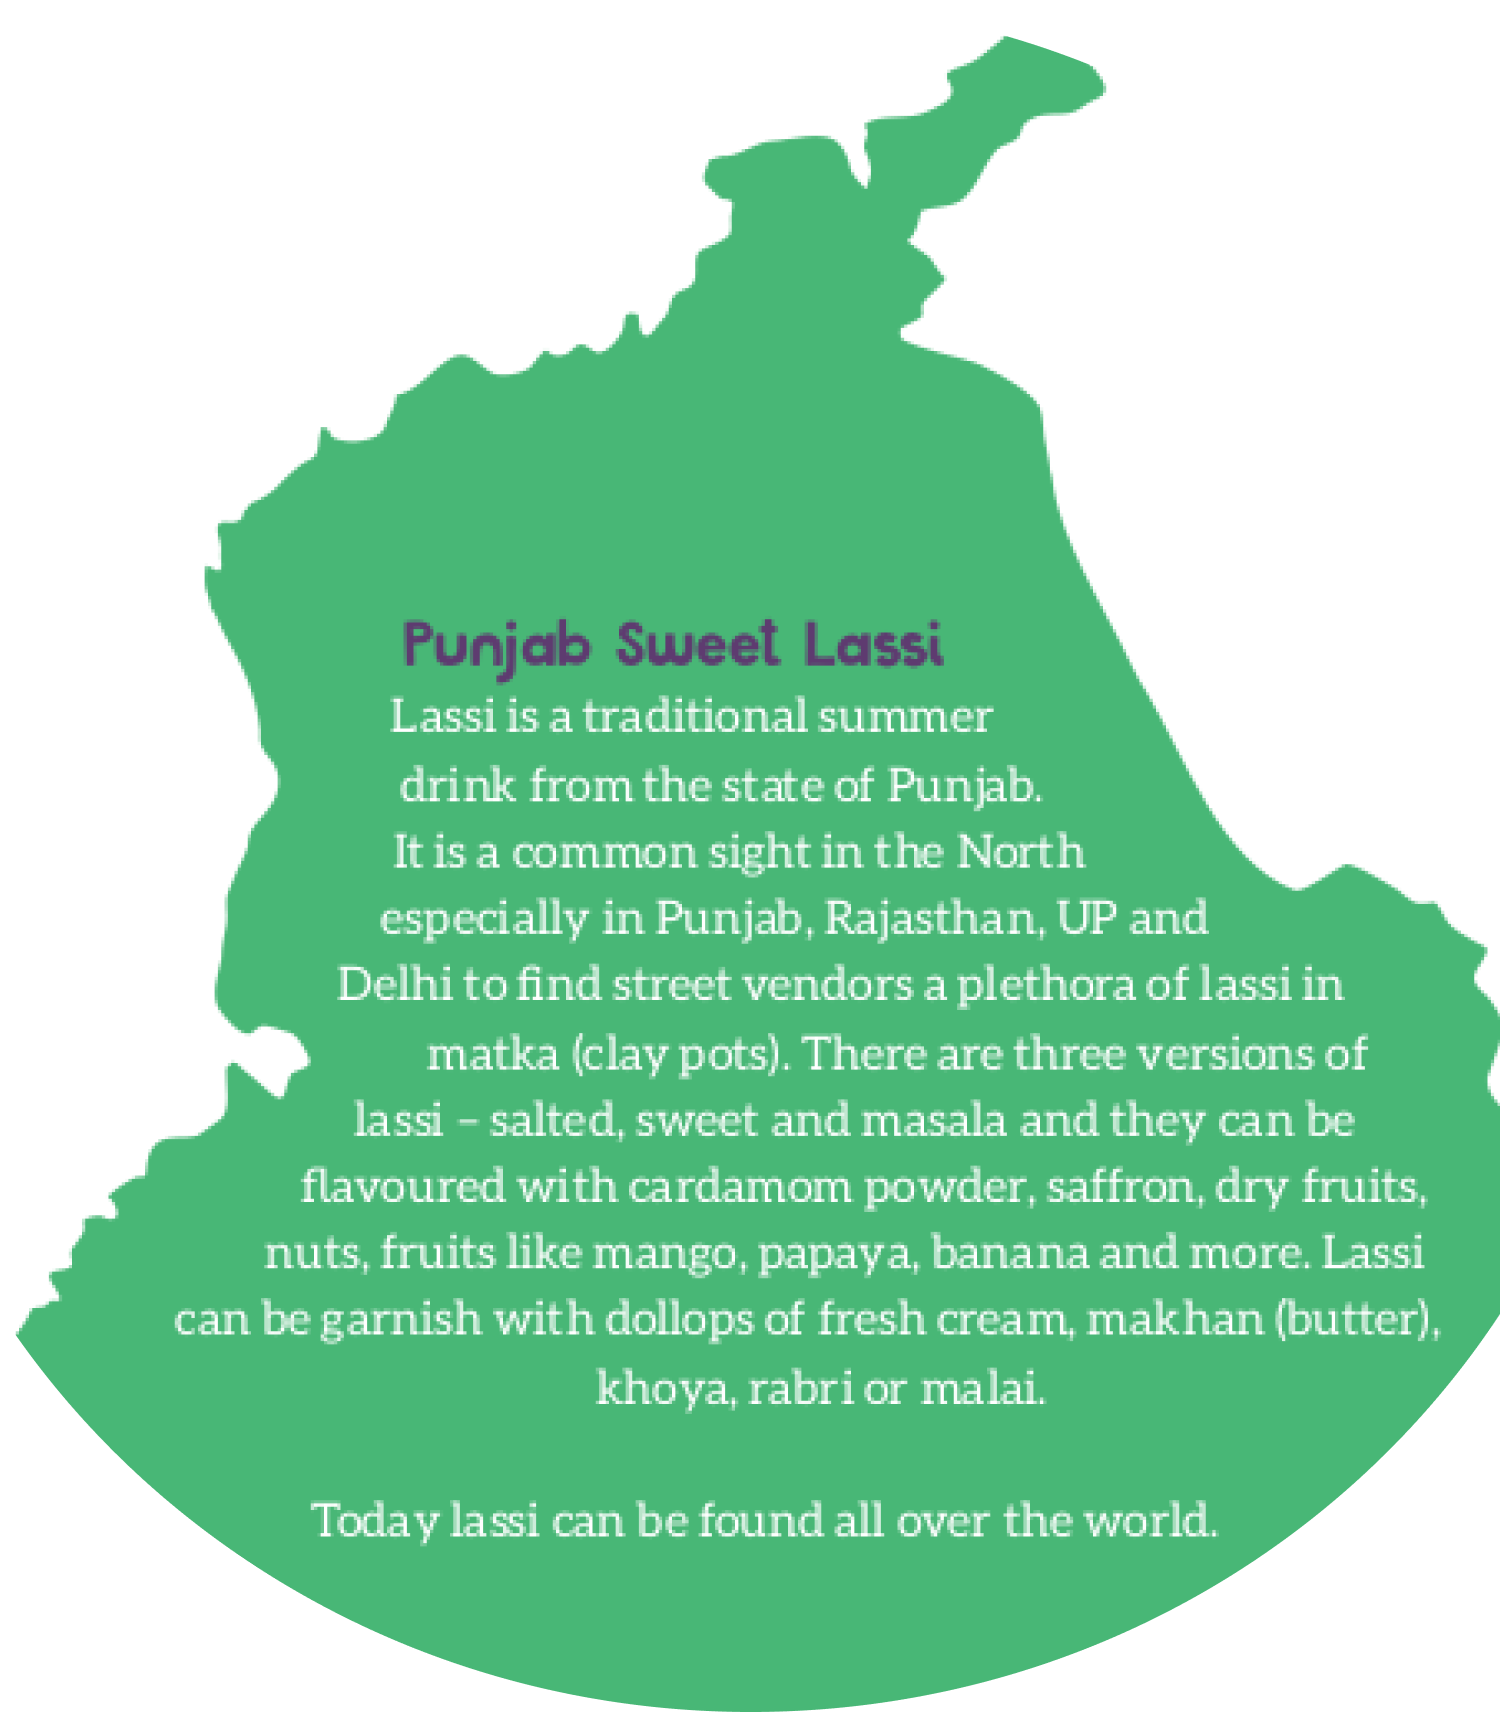 Punjab Sweet Lassi
Lassi is a traditional summer
drink from the state of Punjab.
It is a common sight in the North
especially in Punjab, Rajasthan, UP and
Delhi to find street vendors a plethora of lassi in
matka (clay pots). There are three versions of
lassi – salted, sweet and masala and they can be
flavoured with cardamom powder, saffron, dry fruits,
nuts, fruits like mango, papaya, banana and more. Lassi
can be garnish with dollops of fresh cream, makhan (butter),
khoya, rabri or malai.
Today lassi can be found all over the world.